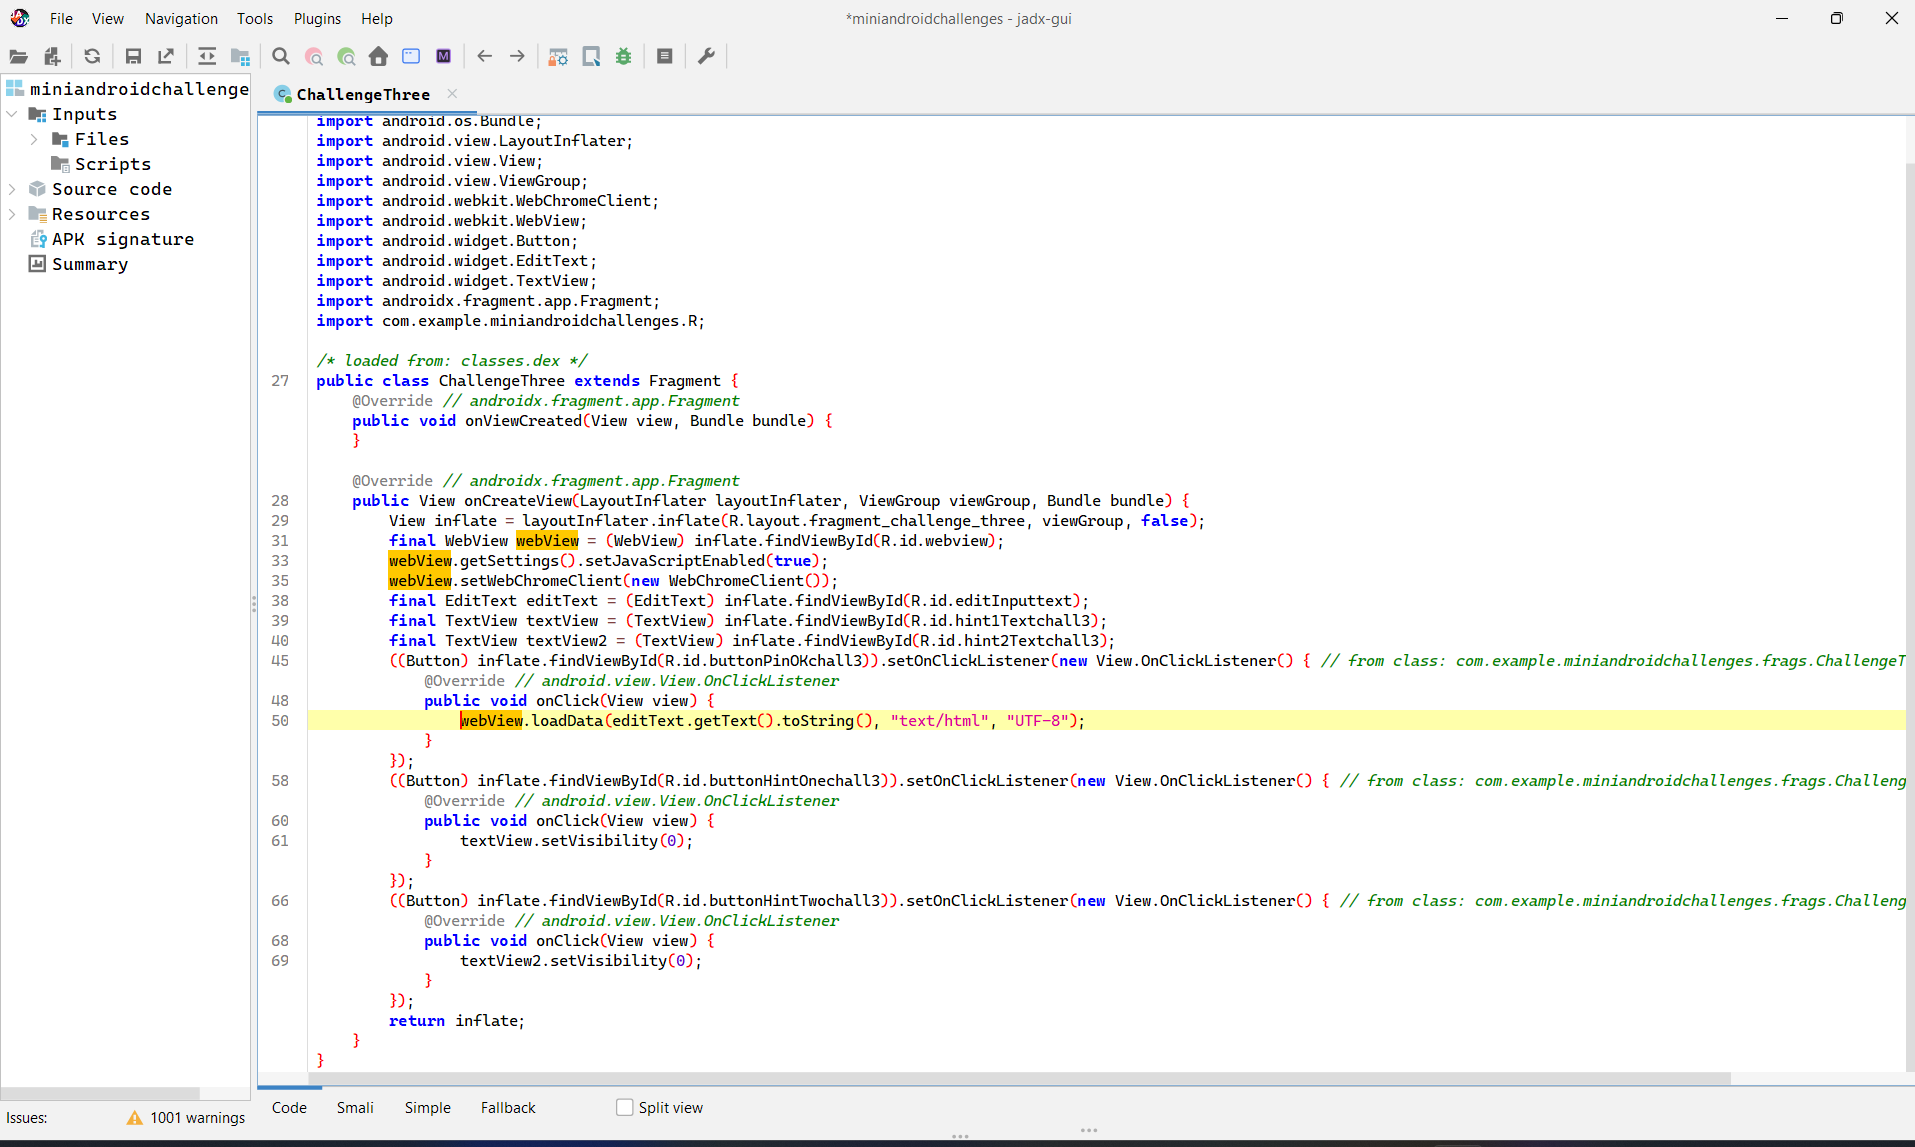 File View Navigation Tools Plugins Help
*miniandroidchallenges - jadx-gui
miniandroidchallenge
Inputs
Files
Scripts
Source code
Resources
APK signature
Summary
ChallengeThree
import android.os.Bundle;
import android.view.LayoutInflater;
import android.view.View;
import android.view.ViewGroup;
import android.webkit.WebChromeClient;
import android.webkit.WebView;
import android.widget.Button;
import android.widget.EditText;
import android.widget.TextView;
import androidx.fragment.app.Fragment;
import com.example.miniandroidchallenges.R;
/* loaded from: classes.dex */
27 public class ChallengeThree extends Fragment {
@Override // androidx.fragment.app.Fragment
public void onViewCreated(View view, Bundle bundle) {
}
@Override // androidx.fragment.app.Fragment
28 public View onCreateView(LayoutInflater layoutInflater, ViewGroup viewGroup, Bundle bundle) {
29 View inflate = layoutInflater.inflate(R.layout.fragment_challenge_three, viewGroup, false);
31 final WebView webView = (WebView) inflate.findViewById(R.id.webview);
33 webView.getSettings().setJavaScriptEnabled(true);
35 webView.setWebChromeClient(new WebChromeClient());
38 final EditText editText = (EditText) inflate.findViewById(R.id.editInputtext);
39 final TextView textView = (TextView) inflate.findViewById(R.id.hint1Textchall3);
40 final TextView textView2 = (TextView) inflate.findViewById(R.id.hint2Textchall3);
45 ((Button) inflate.findViewById(R.id.buttonPinOKchall3)).setOnClickListener(new View.OnClickListener() { // from class: com.example.miniandroidchallenges.frags.ChallengeT
@Override // android.view.View.OnClickListener
48 public void onClick(View view) {
50 webView.loadData(editText.getText().toString(), "text/html", "UTF-8");
}
});
58 ((Button) inflate.findViewById(R.id.buttonHintOnechall3)).setOnClickListener(new View.OnClickListener() { // from class: com.example.miniandroidchallenges.frags.Challeng
@Override // android.view.View.OnClickListener
60 public void onClick(View view) {
61 textView.setVisibility(0);
}
});
66 ((Button) inflate.findViewById(R.id.buttonHintTwochall3)).setOnClickListener(new View.OnClickListener() { // from class: com.example.miniandroidchallenges.frags.Challeng
@Override // android.view.View.OnClickListener
68 public void onClick(View view) {
69 textView2.setVisibility(0);
}
});
return inflate;
}
}
Code Smali Simple Fallback Split view
Issues: 1001 warnings